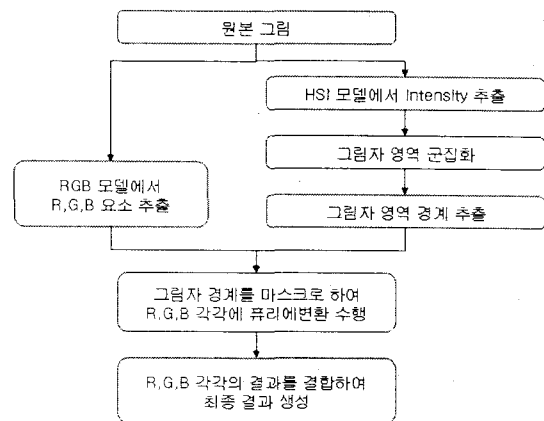 원본 그림
HSI 모델에서 Intensity 추출
그림자 영역 군집화
RGB 모델에서
R,G,B 요소 추출
그림자 영역 경계 추출
그림자 경계를 마스크로 하여
R,G,B 각각에 퓨리에변환 수행
R,G,B 각각의 결과를 결합하여
최종 결과 생성